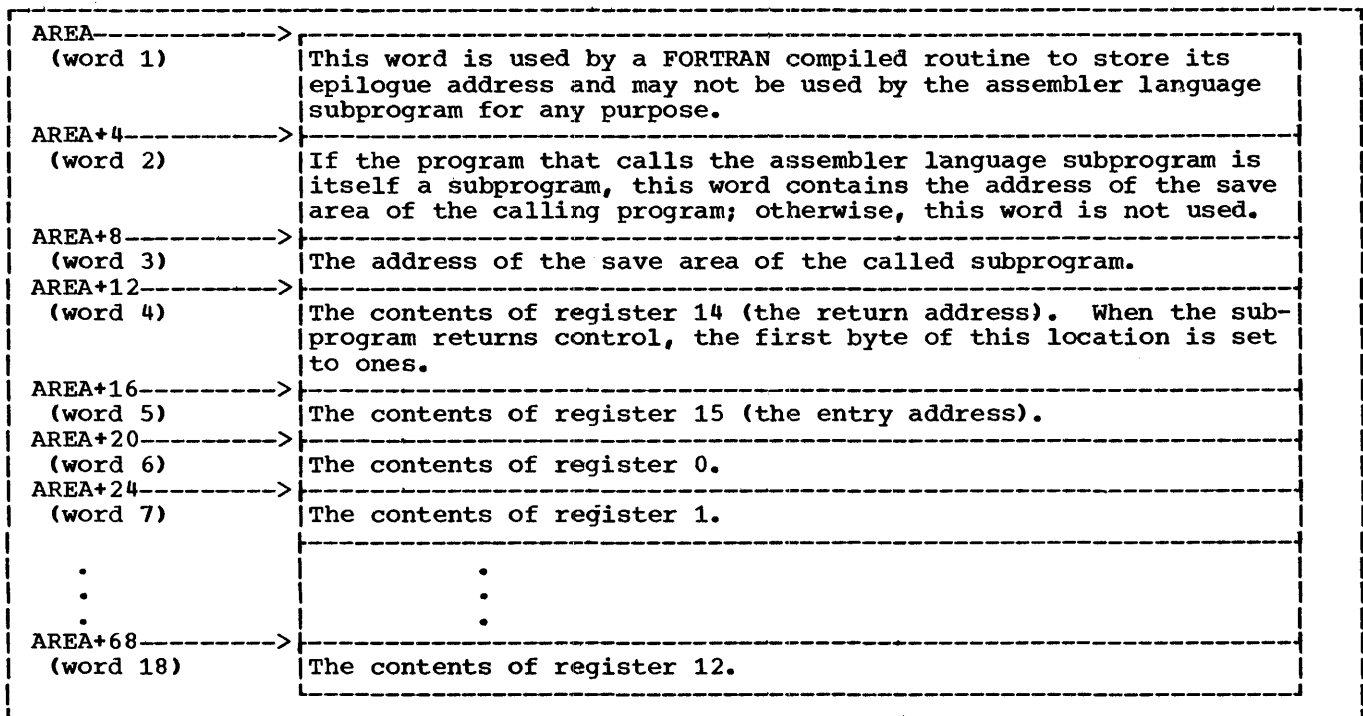 AREA------------>
(word 1) This word is used by a FORTRAN compiled routine to store its
epilogue address and may not be used by the assembler language
subprogram for any purpose.
AREA+4---------->
(word 2) If the program that calls the assembler language subprogram is
itself a subprogram, this word contains the address of the save
area of the calling program; otherwise, this word is not used.
AREA+8---------->
(word 3) The address of the save area of the called subprogram.
AREA+12--------->
(word 4) The contents of register 14 (the return address). When the sub-
program returns control, the first byte of this location is set
to ones.
AREA+16--------->
(word 5) The contents of register 15 (the entry address).
AREA+20--------->
(word 6) The contents of register 0.
AREA+24--------->
(word 7) The contents of register 1.
. .
. .
. .
AREA+68--------->
(word 18) The contents of register 12.